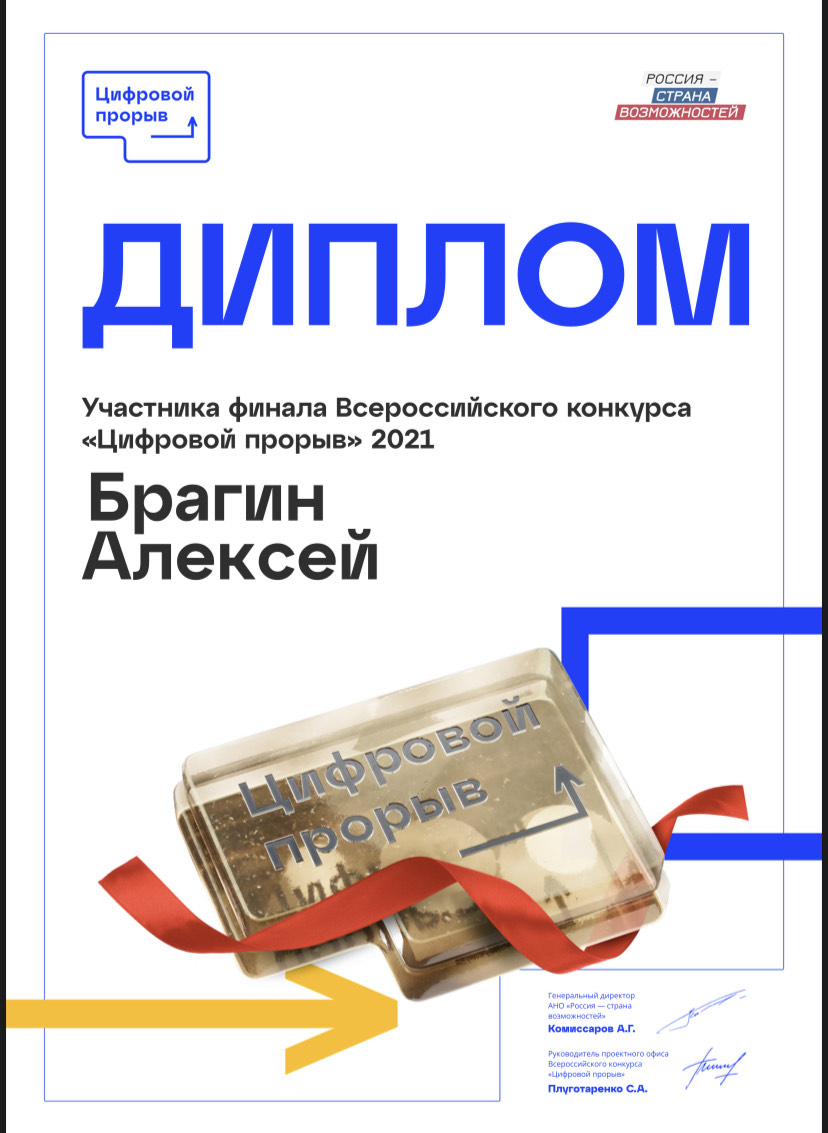 Цифровой
прорыв
РОССИЯ –
СТРАНА
ВОЗМОЖНОСТЕЙ
ДИПЛОМ
Участника финала Всероссийского конкурса
«Цифровой прорыв» 2021
Брагин
Алексей
Цифровой
прорыв
Генеральный директор
АНО «Россия — страна
возможностей»
Комиссаров А.Г.
Руководитель проектного офиса
Всероссийского конкурса
«Цифровой прорыв»
Плуготаренко С.А.